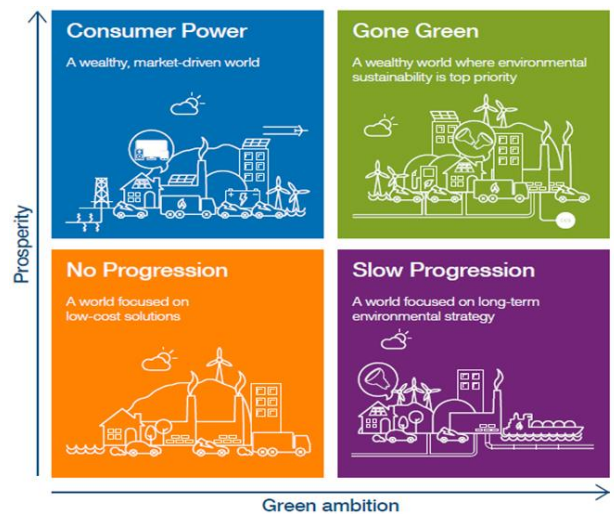 Consumer Power
A wealthy, market-driven world
Gone Green
A wealthy world where environmental
sustainability is top priority
Prosperity
No Progression
A world focused on
low-cost solutions
Slow Progression
A world focused on long-term
environmental strategy
Green ambition